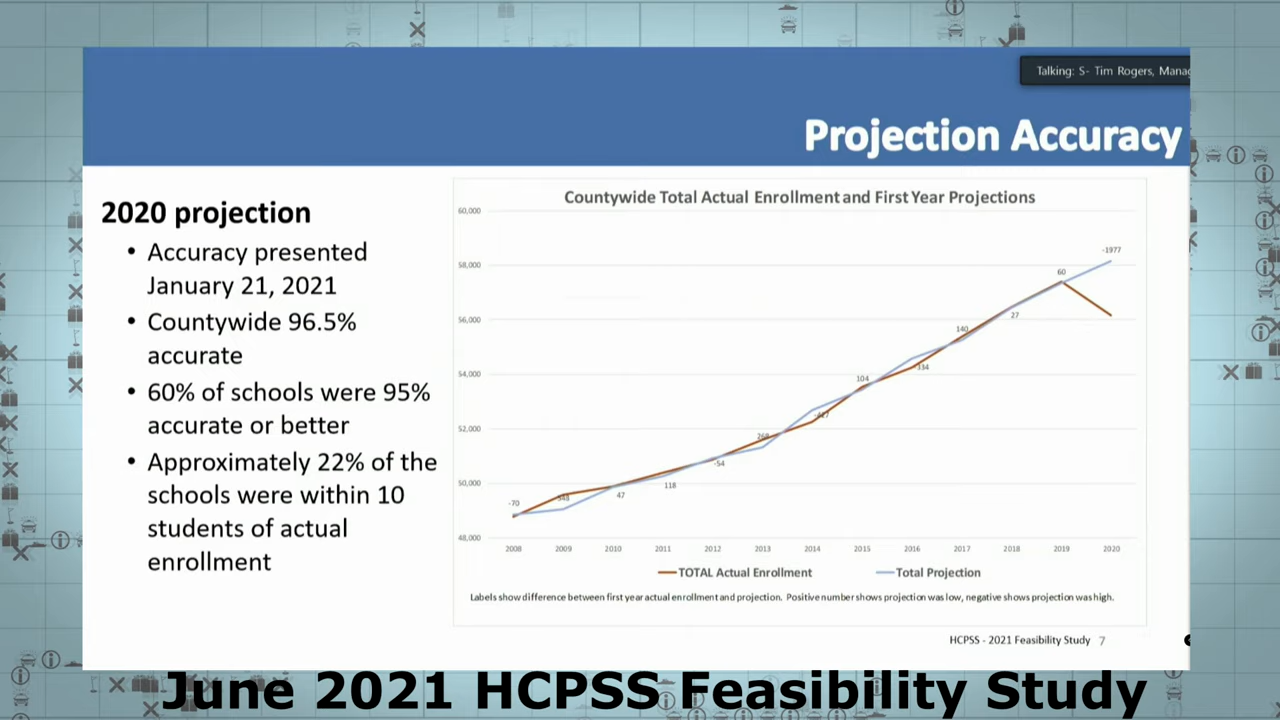 Talking: S- Tim Rogers, Manag
Projection Accuracy
2020 projection
• Accuracy presented
January 21, 2021
• Countywide 96.5%
accurate
• 60% of schools were 95%
accurate or better
• Approximately 22% of the
schools were within 10
students of actual
enrollment
Countywide Total Actual Enrollment and First Year Projections
60,000
58,000
56,000
54,000
52,000
50,000
48,000
-70
47
118
-54
104
140
27
60
-1977
2008 2009 2010 2011 2012 2013 2014 2015 2016 2017 2018 2019 2020
TOTAL Actual Enrollment Total Projection
Labels show difference between first year actual enrollment and projection. Positive number shows projection was low, negative shows projection was high.
HCPSS - 2021 Feasibility Study 7
June 2021 HCPSS Feasibility Study